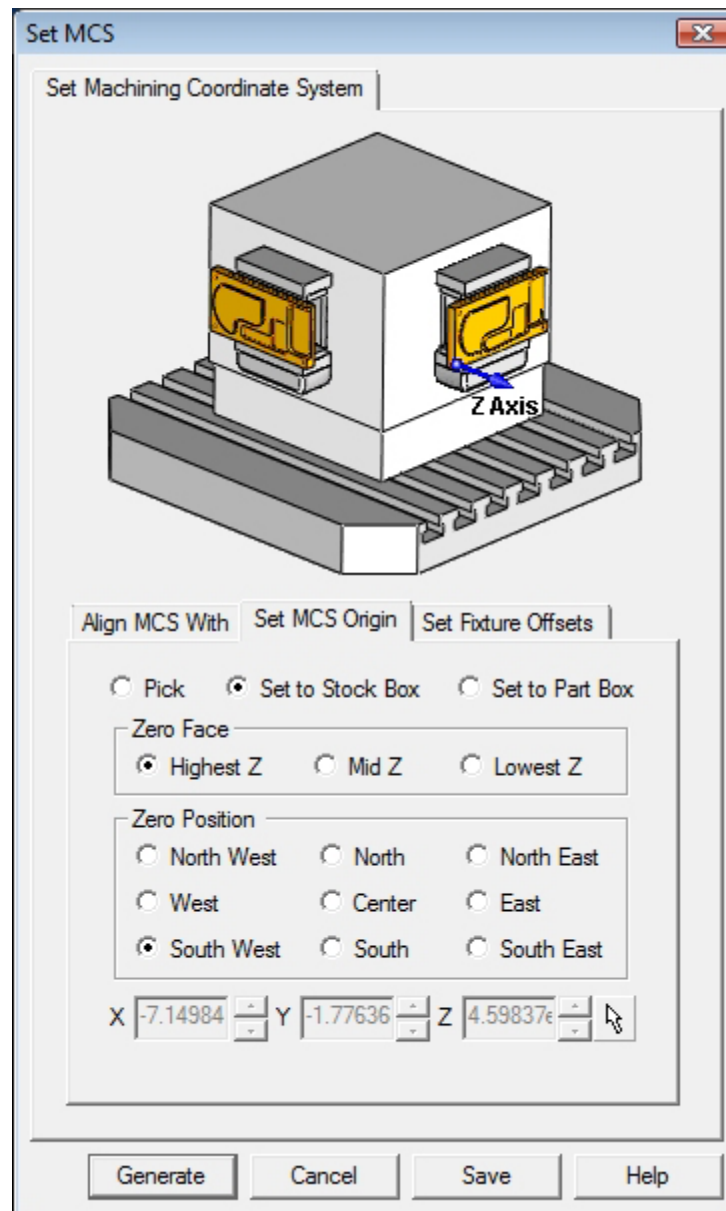 Set MCS
Set Machining Coordinate System
Z Axis
Align MCS With Set MCS Origin Set Fixture Offsets
Pick Set to Stock Box Set to Part Box
Zero Face
Highest Z Mid Z Lowest Z
Zero Position
North West North North East
West Center East
South West South South East
X -7.14984 Y -1.77636 Z 4.59837e
Generate Cancel Save Help